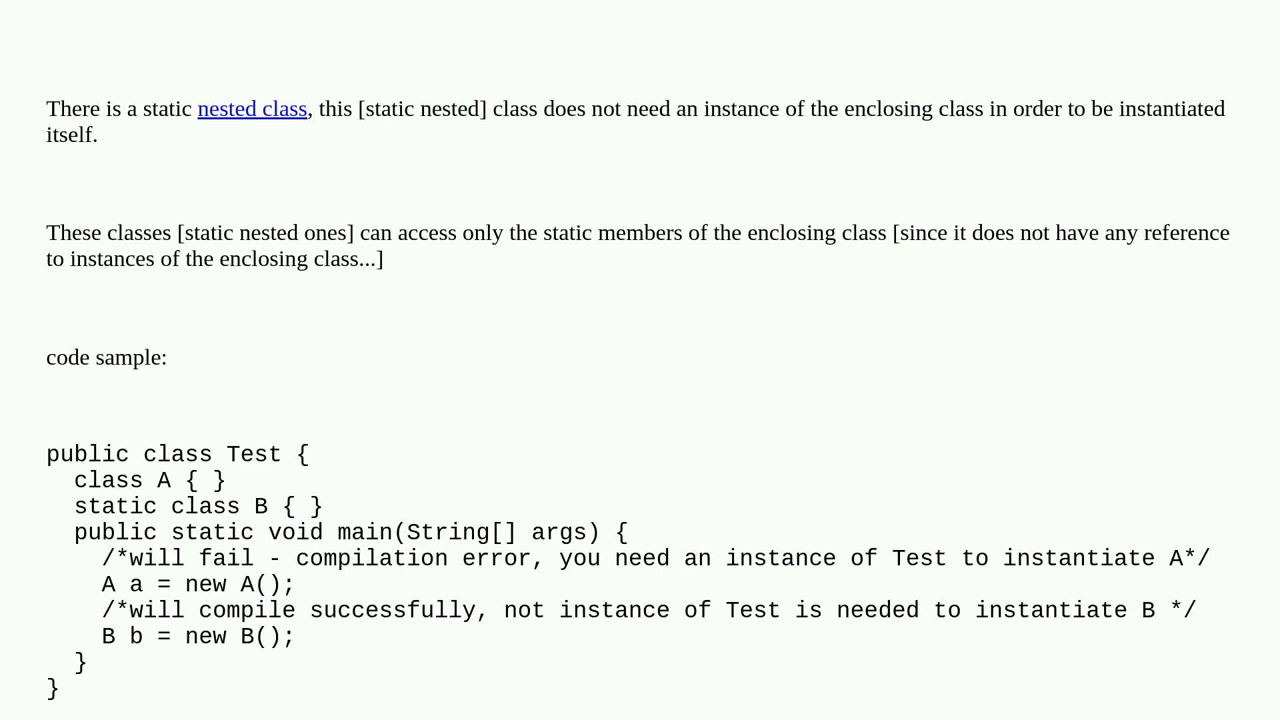 There is a static nested class, this [static nested] class does not need an instance of the enclosing class in order to be instantiated
itself.
These classes [static nested ones] can access only the static members of the enclosing class [since it does not have any reference
to instances of the enclosing class...]
code sample:
public class Test {
  class A { }
  static class B { }
  public static void main(String[] args) {
    /*will fail - compilation error, you need an instance of Test to instantiate A*/
    A a = new A();
    /*will compile successfully, not instance of Test is needed to instantiate B */
    B b = new B();
  }
}